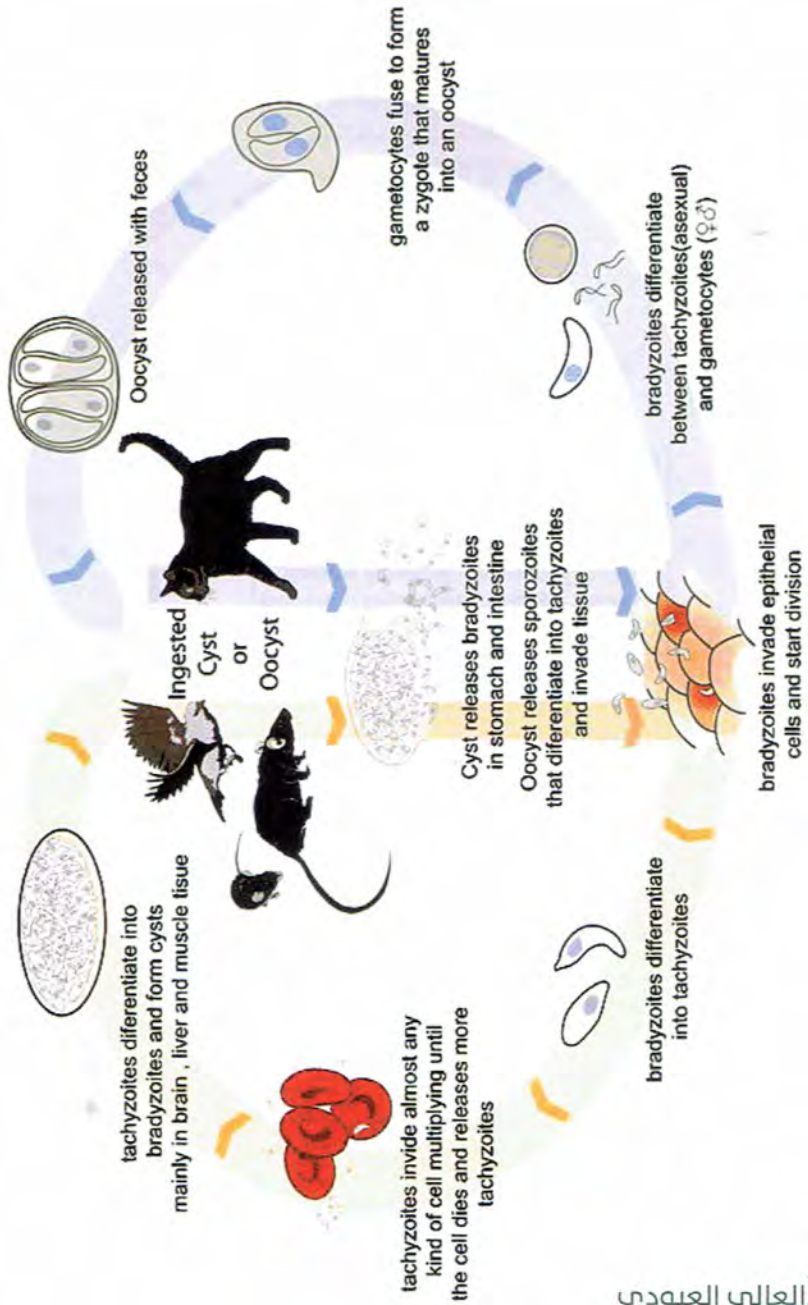 Oocyst released with feces
gametocytes fuse to form
a zygote that matures
into an oocyst
bradyzoites differentiate
between tachyzoites(asexual)
and gametocytes (♀♂)
Ingested
Cyst
or
Oocyst
Cyst releases bradyzoites
in stomach and intestine
Oocyst releases sporozoites
that diferentiate into tachyzoites
and invade tissue
bradyzoites invade epithelial
cells and start division
bradyzoites differentiate
into tachyzoites
tachyzoites invide almost any
kind of cell multiplying until
the cell dies and releases more
tachyzoites
tachyzoites diferentiate into
bradyzoites and form cysts
mainly in brain , liver and muscle tisue
العالي العبودي